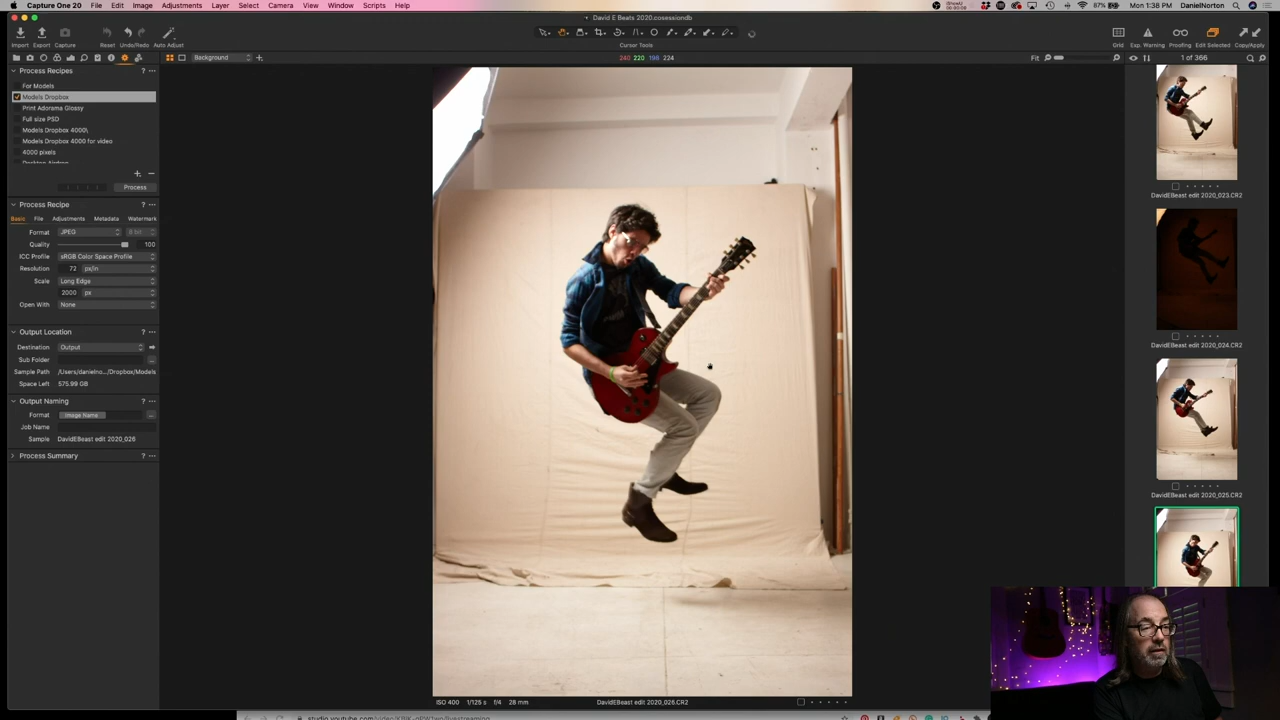 Capture One 20 File Edit Image Adjustments Layer Select Camera View Window Scripts Help
87% Mon 1:38 PM DanielNorton
David E Beats 2020.cosessiondb
Import Export Capture Reset Undo/Redo Auto Adjust
Cursor Tools
Grid Exp. Warning Proofing Edit Selected Copy/Apply
Background
240 220 198 224
Fit
1 of 366
Process Recipes
? ...
For Models
Models Dropbox
Print Adorama Glossy
Full size PSD
Models Dropbox 4000\
Models Dropbox 4000 for video
4000 pixels
Desktop Airdrop
+ −
Process
Process Recipe
? ...
Basic File Adjustments Metadata Watermark
Format JPEG 8 bit
Quality 100
ICC Profile sRGB Color Space Profile
Resolution 72 px/in
Scale Long Edge
2000 px
Open With None
Output Location
? ...
Destination Output
Sub Folder ...
Sample Path /Users/danielno.../Dropbox/Models
Space Left 575.99 GB
Output Naming
? ...
Format Image Name ...
Job Name
Sample DavidEBeast edit 2020_026
Process Summary
? ...
DavidEBeast edit 2020_023.CR2
DavidEBeast edit 2020_024.CR2
DavidEBeast edit 2020_025.CR2
ISO 400 1/125 s f/4 28 mm
DavidEBeast edit 2020_026.CR2